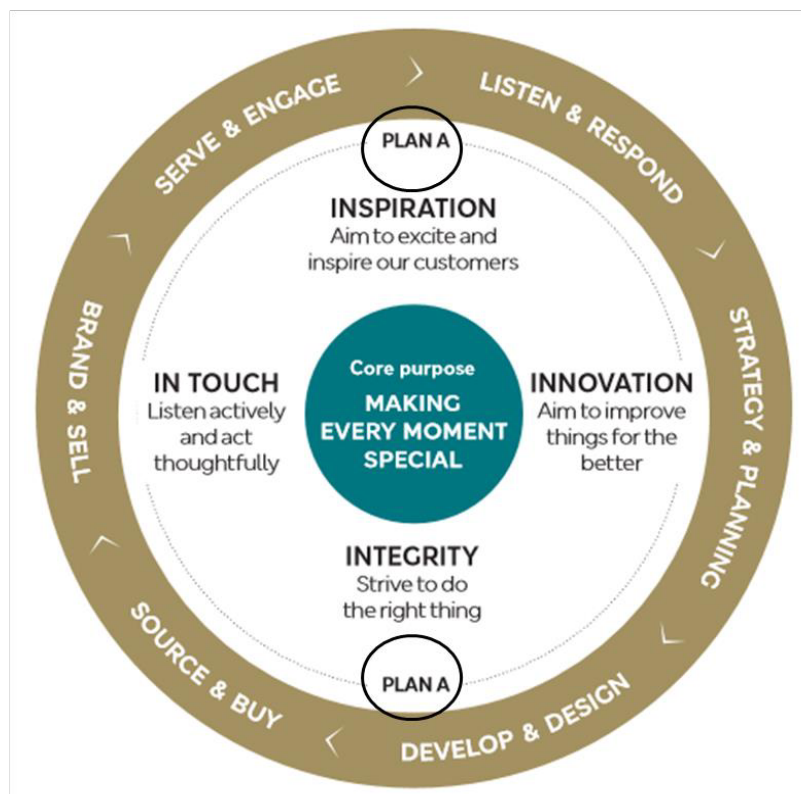 SERVE & ENGAGE
LISTEN & RESPOND
STRATEGY & PLANNING
DEVELOP & DESIGN
SOURCE & BUY
BRAND & SELL
PLAN A
INSPIRATION
Aim to excite and
inspire our customers
IN TOUCH
Listen actively
and act
thoughtfully
Core purpose
MAKING
EVERY MOMENT
SPECIAL
INNOVATION
Aim to improve
things for the
better
INTEGRITY
Strive to do
the right thing
PLAN A